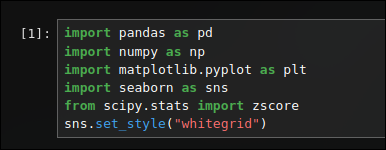 [1]: import pandas as pd
import numpy as np
import matplotlib.pyplot as plt
import seaborn as sns
from scipy.stats import zscore
sns.set_style("whitegrid")